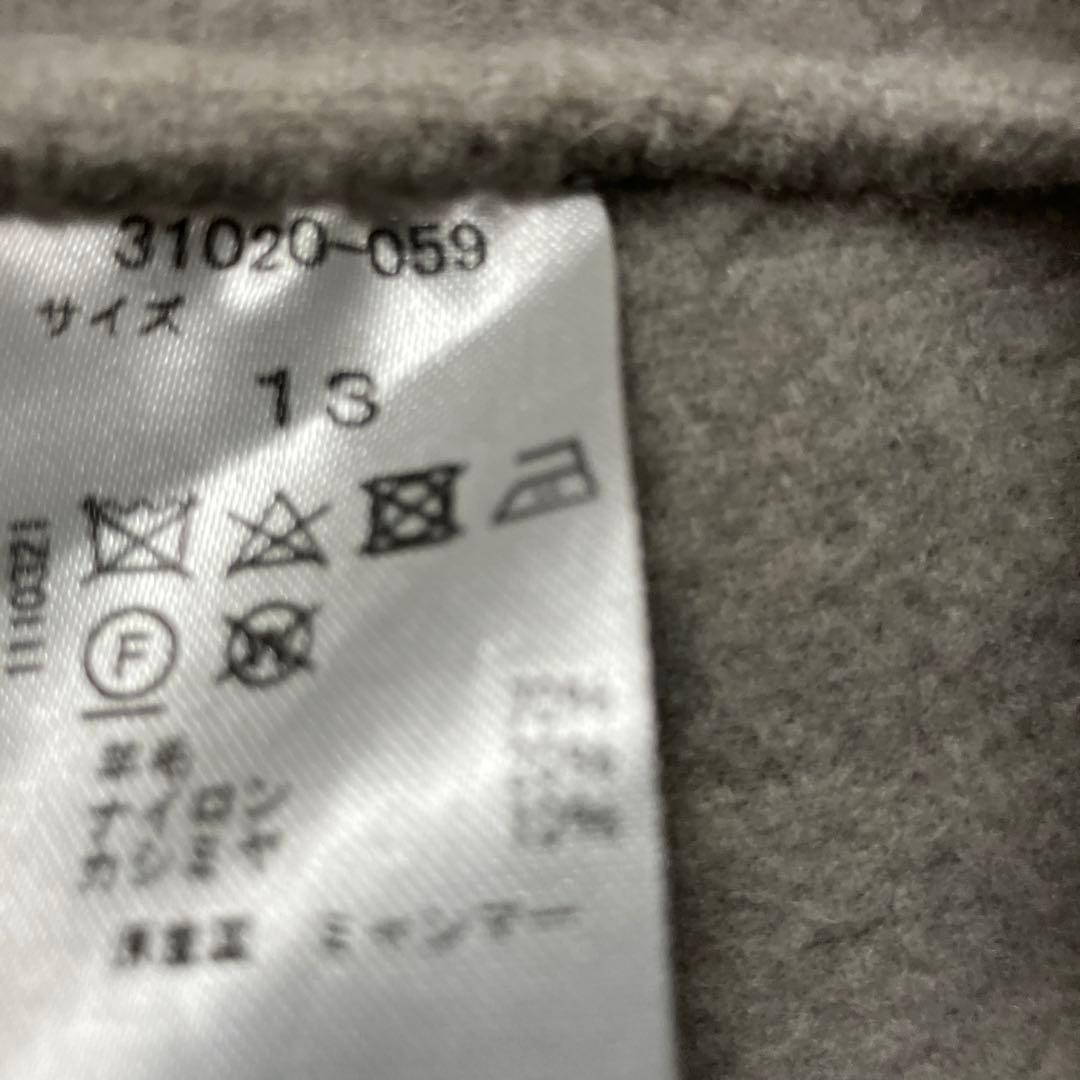 31020-059
サイズ
13
1110321
F
羊毛
ナイロン
カシミヤ
原産国 ミャンマー